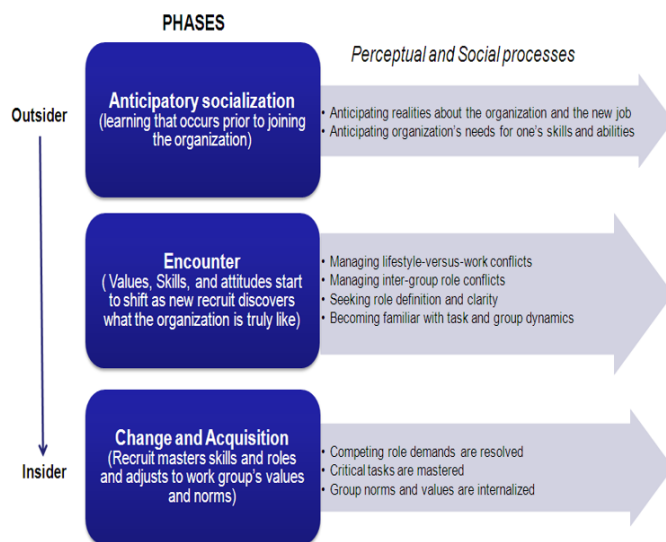 PHASES
Perceptual and Social processes
Outsider
Anticipatory socialization
(learning that occurs prior to joining
the organization)
• Anticipating realities about the organization and the new job
• Anticipating organization's needs for one's skills and abilities
Encounter
( Values, Skills, and attitudes start
to shift as new recruit discovers
what the organization is truly like)
• Managing lifestyle-versus-work conflicts
• Managing inter-group role conflicts
• Seeking role definition and clarity
• Becoming familiar with task and group dynamics
Insider
Change and Acquisition
(Recruit masters skills and roles
and adjusts to work group's values
and norms)
• Competing role demands are resolved
• Critical tasks are mastered
• Group norms and values are internalized